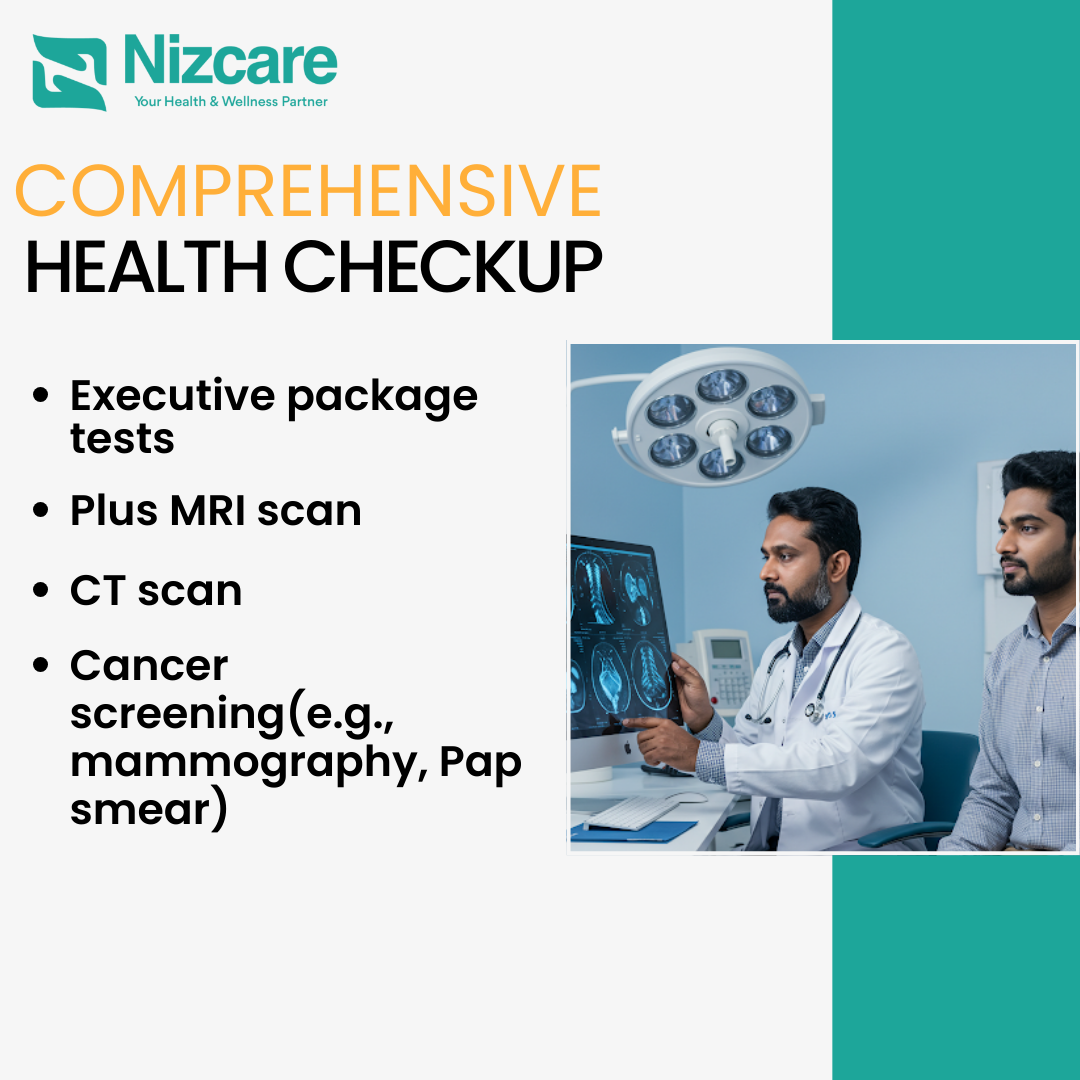 Nizcare
Your Health & Wellness Partner
COMPREHENSIVE
HEALTH CHECKUP
• Executive package
tests
• Plus MRI scan
• CT scan
• Cancer
screening(e.g.,
mammography, Pap
smear)